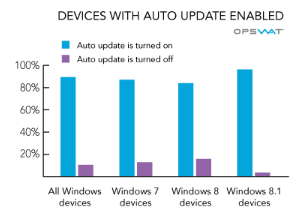 DEVICES WITH AUTO UPDATE ENABLED
OPSWAT
Auto update is turned on
Auto update is turned off
100%
80%
60%
40%
20%
All Windows devices
Windows 7 devices
Windows 8 devices
Windows 8.1 devices